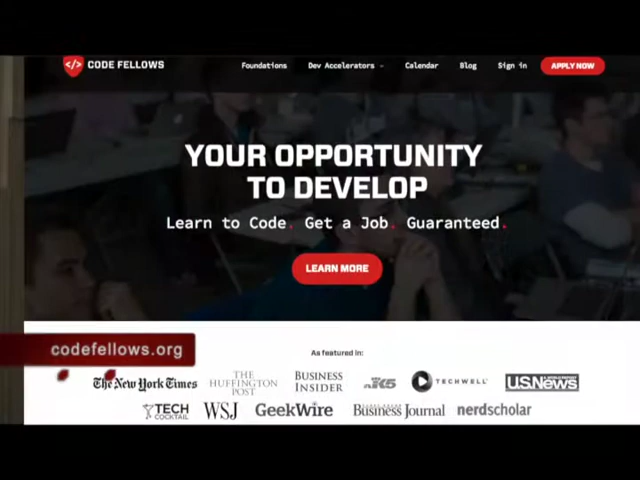 CODE FELLOWS
Foundations Dev Accelerators Calendar Blog Sign in APPLY NOW
YOUR OPPORTUNITY
TO DEVELOP
Learn to Code. Get a Job. Guaranteed.
LEARN MORE
codefellows.org
As featured in:
The New York Times
THE HUFFINGTON POST
BUSINESS INSIDER
K5
TECHWELL
U.S.News
TECH COCKTAIL
WSJ
GeekWire
Business Journal
nerdscholar